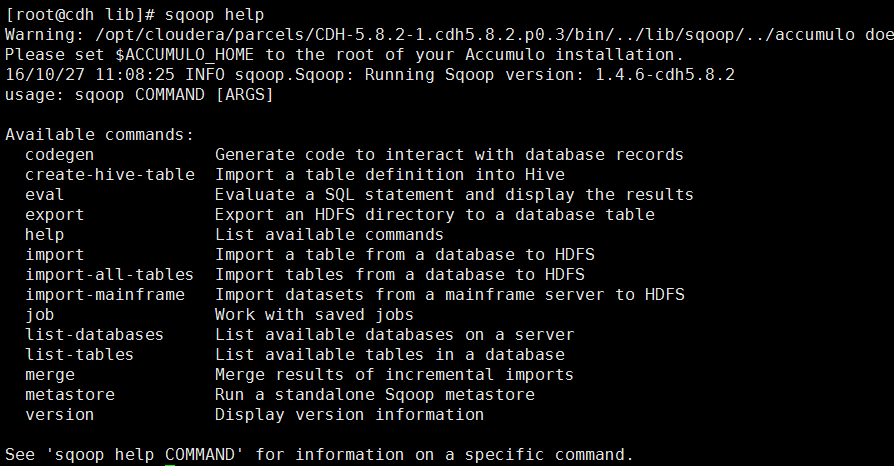 [root@cdh lib]# sqoop help
Warning: /opt/cloudera/parcels/CDH-5.8.2-1.cdh5.8.2.p0.3/bin/../lib/sqoop/../accumulo doe
Please set $ACCUMULO_HOME to the root of your Accumulo installation.
16/10/27 11:08:25 INFO sqoop.Sqoop: Running Sqoop version: 1.4.6-cdh5.8.2
usage: sqoop COMMAND [ARGS]

Available commands:
  codegen            Generate code to interact with database records
  create-hive-table  Import a table definition into Hive
  eval               Evaluate a SQL statement and display the results
  export             Export an HDFS directory to a database table
  help               List available commands
  import             Import a table from a database to HDFS
  import-all-tables  Import tables from a database to HDFS
  import-mainframe   Import datasets from a mainframe server to HDFS
  job                Work with saved jobs
  list-databases     List available databases on a server
  list-tables        List available tables in a database
  merge              Merge results of incremental imports
  metastore          Run a standalone Sqoop metastore
  version            Display version information

See 'sqoop help COMMAND' for information on a specific command.